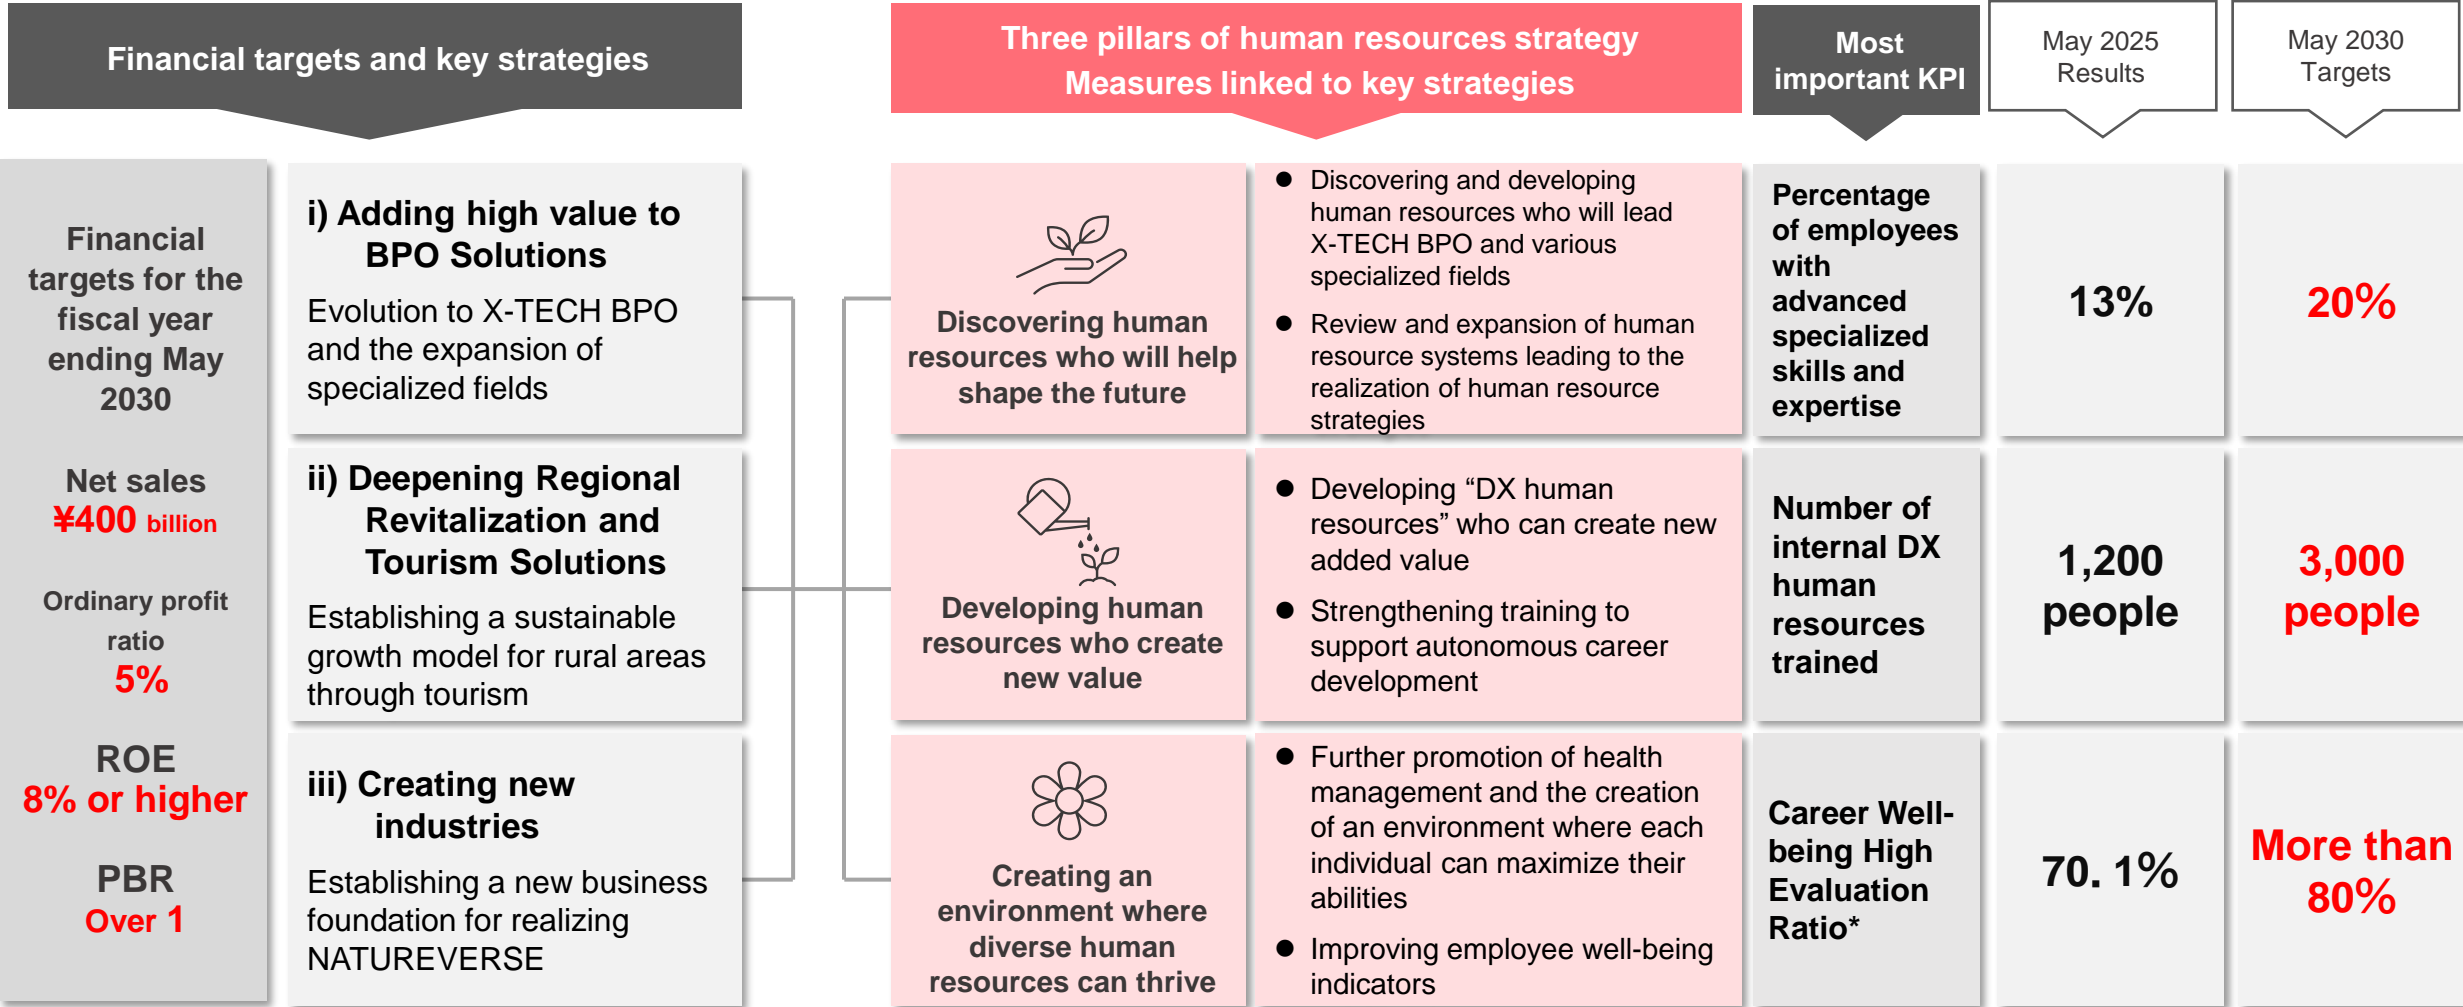 Financial targets and key strategies
Three pillars of human resources strategy
Measures linked to key strategies
Most
important KPI
May 2025
Results
May 2030
Targets
Financial
targets for the
fiscal year
ending May
2030
Net sales
¥400 billion
Ordinary profit
ratio
5%
ROE
8% or higher
PBR
Over 1
i) Adding high value to
BPO Solutions
Evolution to X-TECH BPO
and the expansion of
specialized fields
ii) Deepening Regional
Revitalization and
Tourism Solutions
Establishing a sustainable
growth model for rural areas
through tourism
iii) Creating new
industries
Establishing a new business
foundation for realizing
NATUREVERSE
Discovering human
resources who will help
shape the future
● Discovering and developing
human resources who will lead
X-TECH BPO and various
specialized fields
● Review and expansion of human
resource systems leading to the
realization of human resource
strategies
Percentage
of employees
with
advanced
specialized
skills and
expertise
13%
20%
Developing human
resources who create
new value
● Developing “DX human
resources” who can create new
added value
● Strengthening training to
support autonomous career
development
Number of
internal DX
human
resources
trained
1,200
people
3,000
people
Creating an
environment where
diverse human
resources can thrive
● Further promotion of health
management and the creation
of an environment where each
individual can maximize their
abilities
● Improving employee well-being
indicators
Career Well-
being High
Evaluation
Ratio*
70. 1%
More than
80%